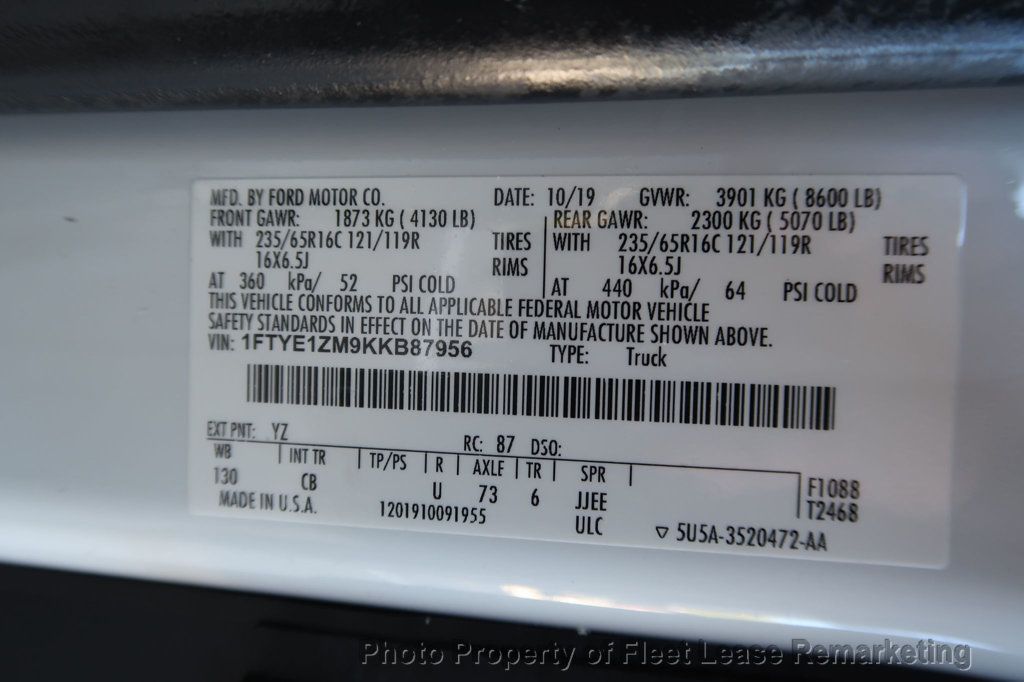 MFD. BY FORD MOTOR CO. DATE: 10/19 GVWR: 3901 KG ( 8600 LB)
FRONT GAWR: 1873 KG ( 4130 LB) REAR GAWR: 2300 KG ( 5070 LB)
WITH 235/65R16C 121/119R TIRES WITH 235/65R16C 121/119R TIRES
16X6.5J RIMS 16X6.5J RIMS
AT 360 kPa/ 52 PSI COLD AT 440 kPa/ 64 PSI COLD
THIS VEHICLE CONFORMS TO ALL APPLICABLE FEDERAL MOTOR VEHICLE
SAFETY STANDARDS IN EFFECT ON THE DATE OF MANUFACTURE SHOWN ABOVE.
VIN: 1FTYE1ZM9KKB87956 TYPE: Truck
EXT PNT: YZ RC: 87 DSO:
WB INT TR TP/PS R AXLE TR SPR
130 CB U 73 6 JJEE F1088
MADE IN U.S.A. 1201910091955 ULC T2468
▽ 5U5A-3520472-AA
Photo Property of Fleet Lease Remarketing